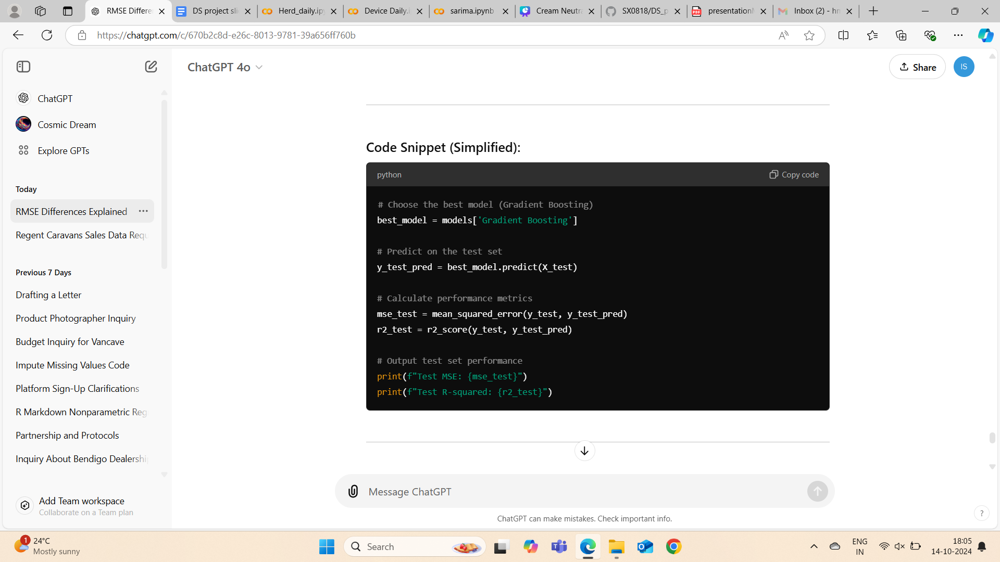 RMSE Differe
DS project sli
Herd_daily.ip
Device Daily.i
sarima.ipynb
Cream Neutra
SX0818/DS_p
presentation
Inbox (2) - hn
https://chatgpt.com/c/670b2c8d-e26c-8013-9781-39a656ff760b
ChatGPT 4o
Share
IS
ChatGPT
Cosmic Dream
Explore GPTs
Today
RMSE Differences Explained
Regent Caravans Sales Data Requ
Previous 7 Days
Drafting a Letter
Product Photographer Inquiry
Budget Inquiry for Vancave
Impute Missing Values Code
Platform Sign-Up Clarifications
R Markdown Nonparametric Reg
Partnership and Protocols
Inquiry About Bendigo Dealership
Add Team workspace
Collaborate on a Team plan
Code Snippet (Simplified):
python
Copy code
# Choose the best model (Gradient Boosting)
best_model = models['Gradient Boosting']
# Predict on the test set
y_test_pred = best_model.predict(X_test)
# Calculate performance metrics
mse_test = mean_squared_error(y_test, y_test_pred)
r2_test = r2_score(y_test, y_test_pred)
# Output test set performance
print(f"Test MSE: {mse_test}")
print(f"Test R-squared: {r2_test}")
Message ChatGPT
ChatGPT can make mistakes. Check important info.
?
1
24°C
Mostly sunny
Search
ENG
IN
18:05
14-10-2024